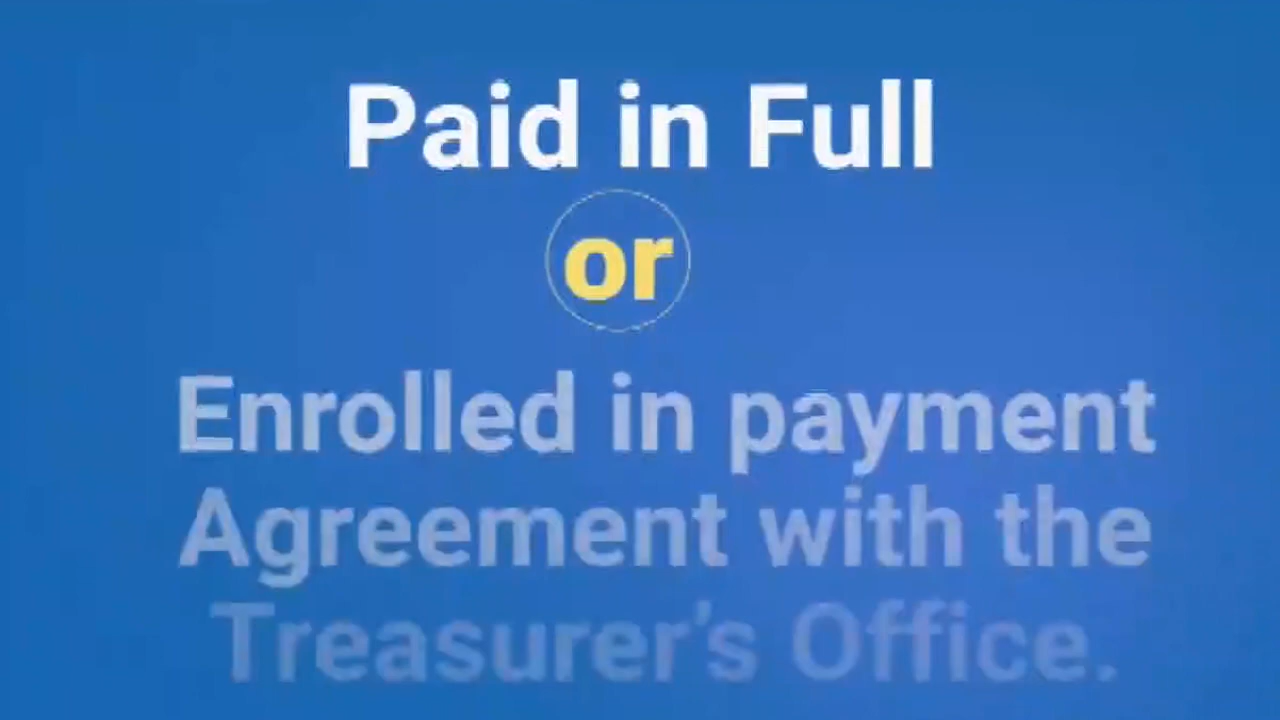 Paid in Full
or
Enrolled in payment
Agreement with the
Treasurer's Office.